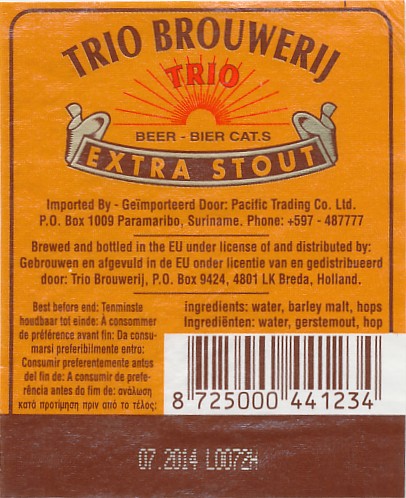 TRIO BROUWERIJ
TRIO
BEER - BIER CAT.S
EXTRA STOUT
Imported By - Geïmporteerd Door: Pacific Trading Co. Ltd.
P.O. Box 1009 Paramaribo, Suriname. Phone: +597 - 487777
Brewed and bottled in the EU under license of and distributed by:
Gebrouwen en afgevuld in de EU onder licentie van en gedistribueerd
door: Trio Brouwerij, P.O. Box 9424, 4801 LK Breda, Holland.
Best before end: Tenminste
houdbaar tot einde: À consommer
de préférence avant fin: Da consu-
marsi preferibilmente entro:
Consumir preferentemente antes
del fin de: A consumir de prefe-
rência antes do fim de: ανάλωση
κατά προτίμηση πριν από το τέλος:
ingredients: water, barley malt, hops
Ingrediënten: water, gerstemout, hop
8 725000 441234
07.2014 L0072H